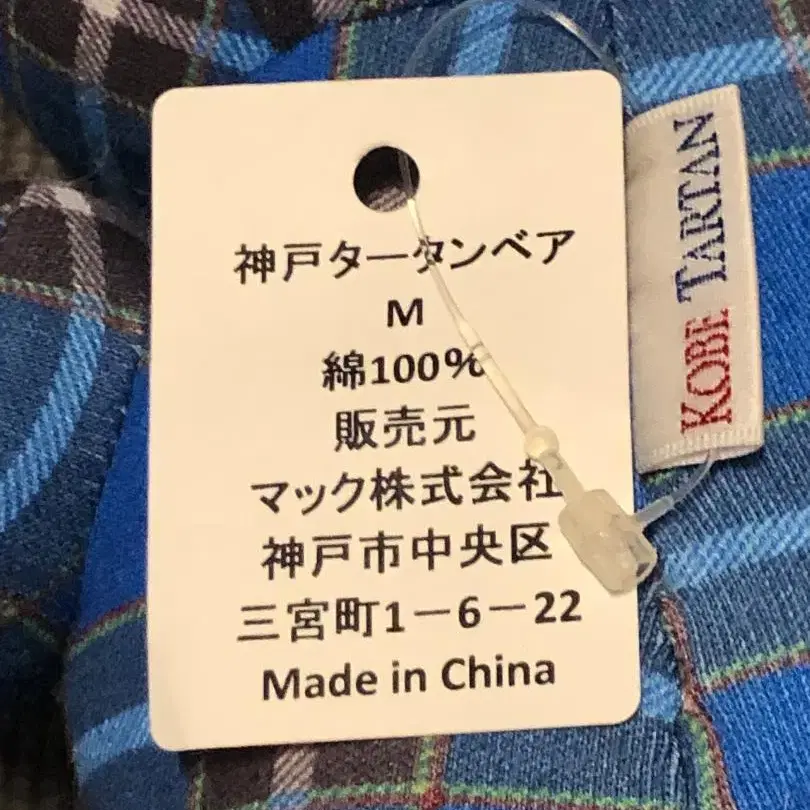 神戸タータンベア
M
綿100%
販売元
マック株式会社
神戸市中央区
三宮町1－6－22
Made in China
KOBE TARTAN